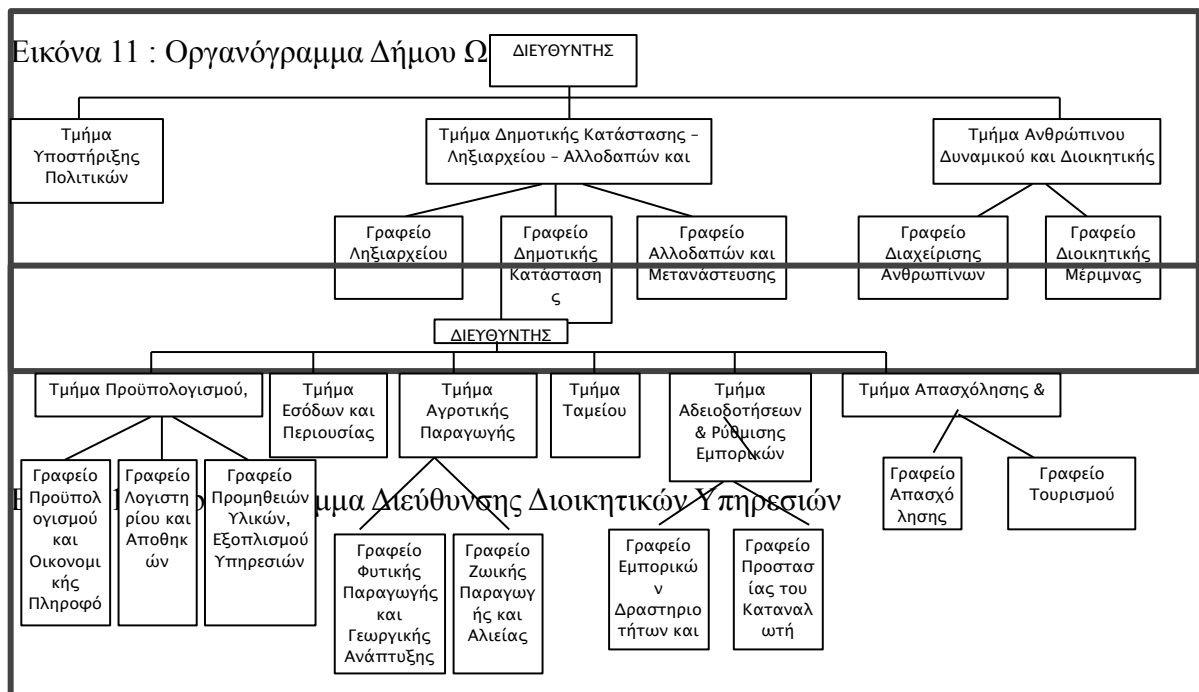 Εικόνα 11 : Οργανόγραμμα Δήμου Ω
ΔΙΕΥΘΥΝΤΗΣ
Τμήμα
Υποστήριξης
Πολιτικών
Τμήμα Δημοτικής Κατάστασης –
Ληξιαρχείου – Αλλοδαπών και
Τμήμα Ανθρώπινου
Δυναμικού και Διοικητικής
Γραφείο
Ληξιαρχείου
Γραφείο
Δημοτικής
Κατάσταση
ς
Γραφείο
Αλλοδαπών και
Μετανάστευσης
Γραφείο
Διαχείρισης
Ανθρωπίνων
Γραφείο
Διοικητικής
Μέριμνας
ΔΙΕΥΘΥΝΤΗΣ
Τμήμα Προϋπολογισμού,
Τμήμα
Εσόδων και
Περιουσίας
Τμήμα
Αγροτικής
Παραγωγής
Τμήμα
Ταμείου
Τμήμα
Αδειοδοτήσεων
& Ρύθμισης
Εμπορικών
Τμήμα Απασχόλησης &
Γραφείο
Προϋπολ
ογισμού
και
Οικονομι
κής
Πληροφό
Γραφείο
Λογιστη
ρίου και
Αποθηκ
ών
Γραφείο
Προμηθειών
Υλικών,
Εξοπλισμού
Υπηρεσιών
Γραφείο
Απασχό
λησης
Γραφείο
Τουρισμού
μμα Διεύθυνσης Διοικητικών Υπηρεσιών
Γραφείο
Φυτικής
Παραγωγής
και
Γεωργικής
Ανάπτυξης
Γραφείο
Ζωικής
Παραγωγ
ής και
Αλιείας
Γραφείο
Εμπορικώ
ν
Δραστηριο
τήτων και
Γραφείο
Προστασ
ίας του
Καταναλ
ωτή